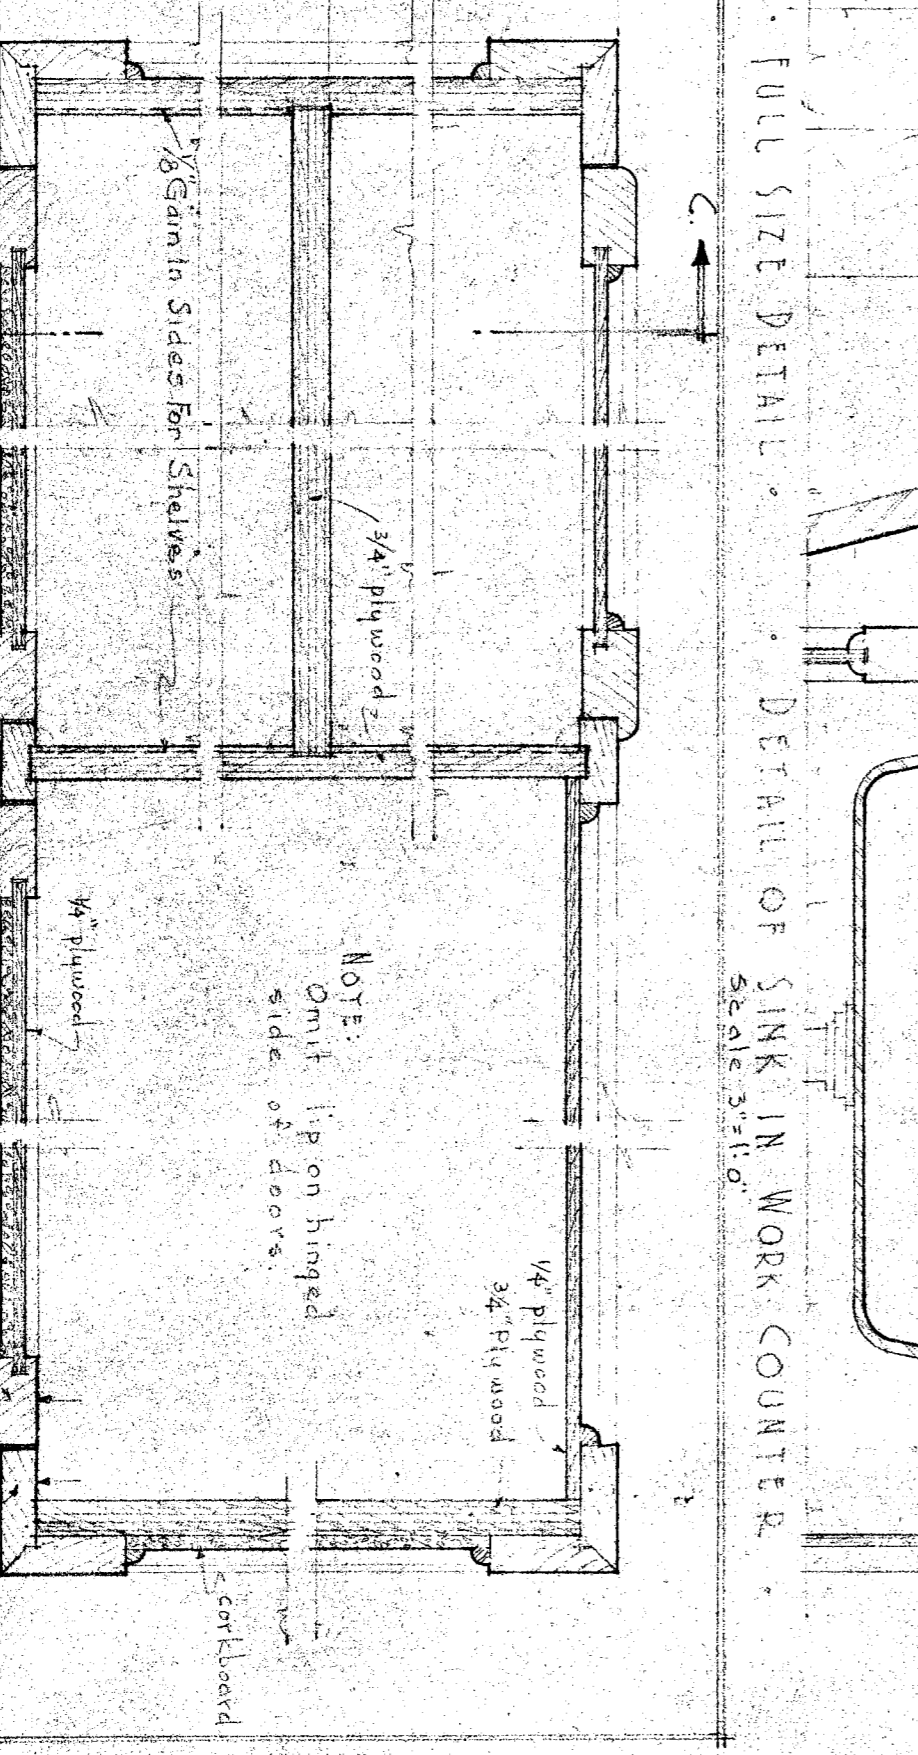 · FULL SIZE DETAIL ·
· DETAIL OF SINK IN WORK COUNTER ·
Scale 3"=1'-0"
C.
1/8" Gain In Sides For Shelves
3/4" plywood
NOTE:
Omit lip on hinged
side of doors.
1/4" plywood
3/4" Plywood
1/4" plywood
corkboard